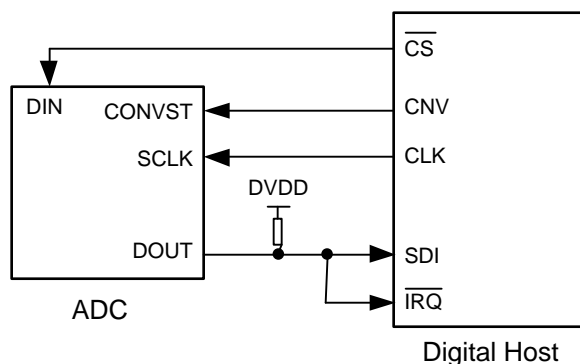 CS
DIN
CONVST
CNV
SCLK
CLK
DVDD
DOUT
SDI
IRQ
ADC
Digital Host